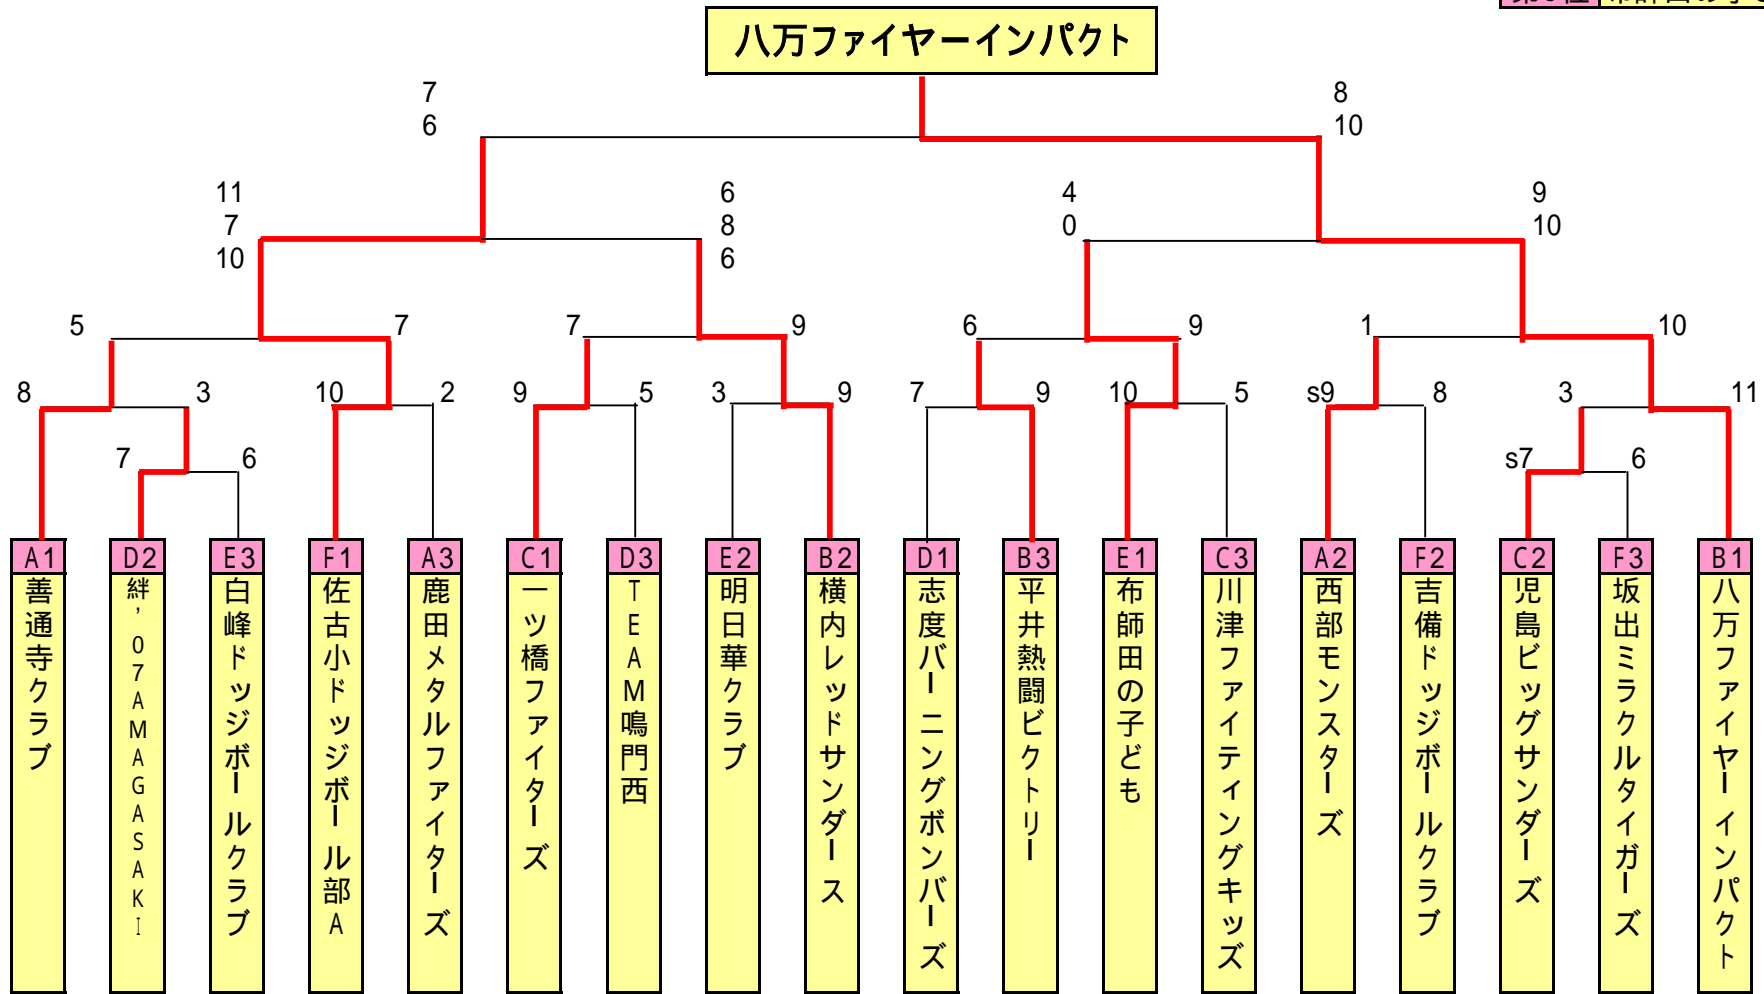 八万ファイヤーインパクト
7 8
6 10
11 6 4 9
7 8 0 10
10 6
5 7 7 9 6 9 1 10
8 3 10 2 9 5 3 9 7 9 10 5 s9 8 3 11
7 6 s7 6
A1 D2 E3 F1 A3 C1 D3 E2 B2 D1 B3 E1 C3 A2 F2 C2 F3 B1
善通寺クラブ
絆’07AMAGASAKI
白峰ドッジボールクラブ
佐古小ドッジボール部A
鹿田メタルファイターズ
一ツ橋ファイターズ
TEAM鳴門西
明日華クラブ
横内レッドサンダース
志度バーニングボンバーズ
平井熱闘ビクトリー
布師田の子ども
川津ファイティングキッズ
西部モンスターズ
吉備ドッジボールクラブ
児島ビッグサンダーズ
坂出ミラクルタイガーズ
八万ファイヤーインパクト